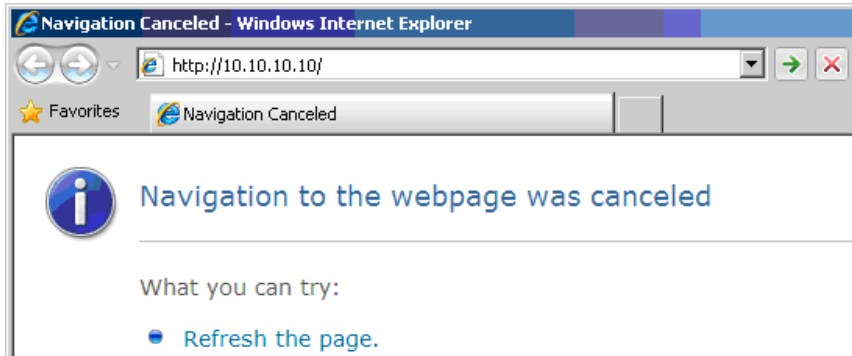 Navigation Canceled - Windows Internet Explorer
http://10.10.10.10/
Favorites
Navigation Canceled
Navigation to the webpage was canceled
What you can try:
Refresh the page.